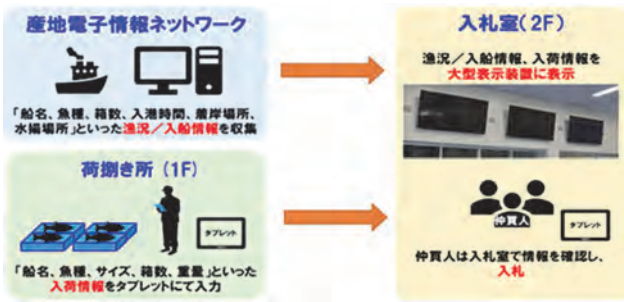 産地電子情報ネットワーク
「船名、魚種、箱数、入港時間、着岸場所、
水揚場所」といった漁況／入船情報を収集
荷捌き所（1F）
タブレット
「船名、魚種、サイズ、箱数、重量」といった
入荷情報をタブレットにて入力
入札室（2F）
漁況／入船情報、入荷情報を
大型表示装置に表示
仲買人
タブレット
仲買人は入札室で情報を確認し、
入札